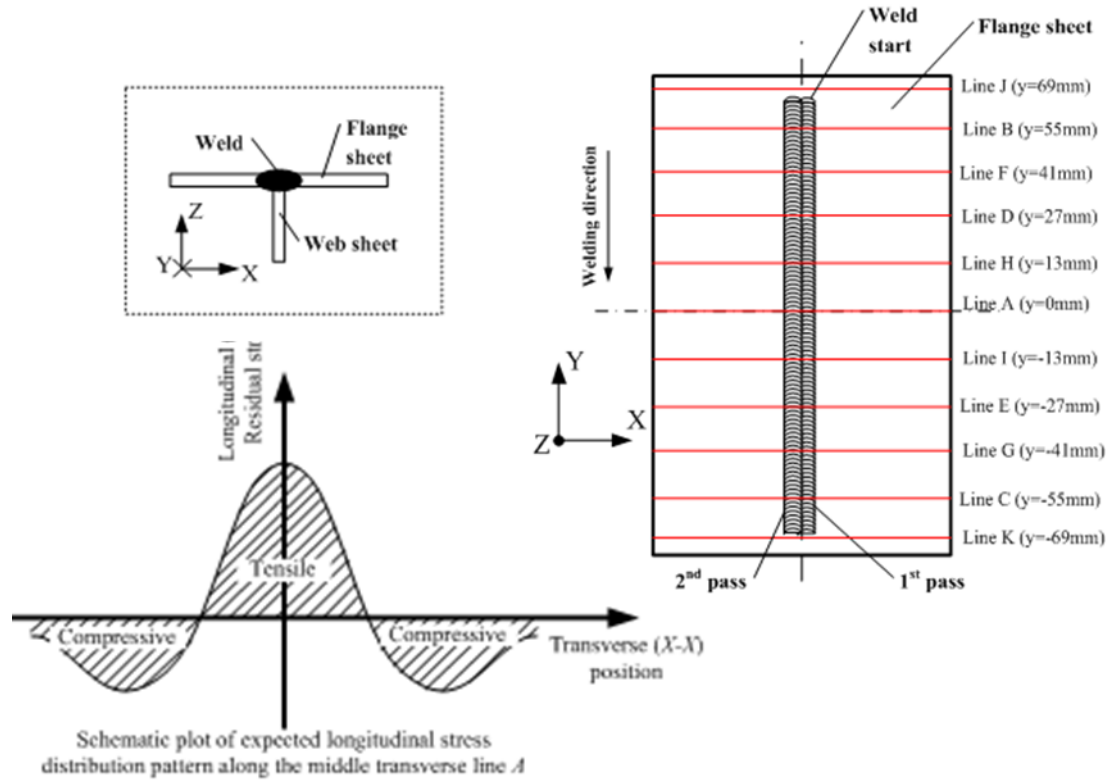 Weld
Flange
sheet
Web sheet
Z
Y
X
Weld
start
Flange sheet
Welding direction
Y
X
Z
Line J (y=69mm)
Line B (y=55mm)
Line F (y=41mm)
Line D (y=27mm)
Line H (y=13mm)
Line A (y=0mm)
Line I (y=-13mm)
Line E (y=-27mm)
Line G (y=-41mm)
Line C (y=-55mm)
Line K (y=-69mm)
2nd pass
1st pass
Longitudinal
Residual str
Tensile
Compressive
Compressive
Transverse (X-X)
position
Schematic plot of expected longitudinal stress
distribution pattern along the middle transverse line A